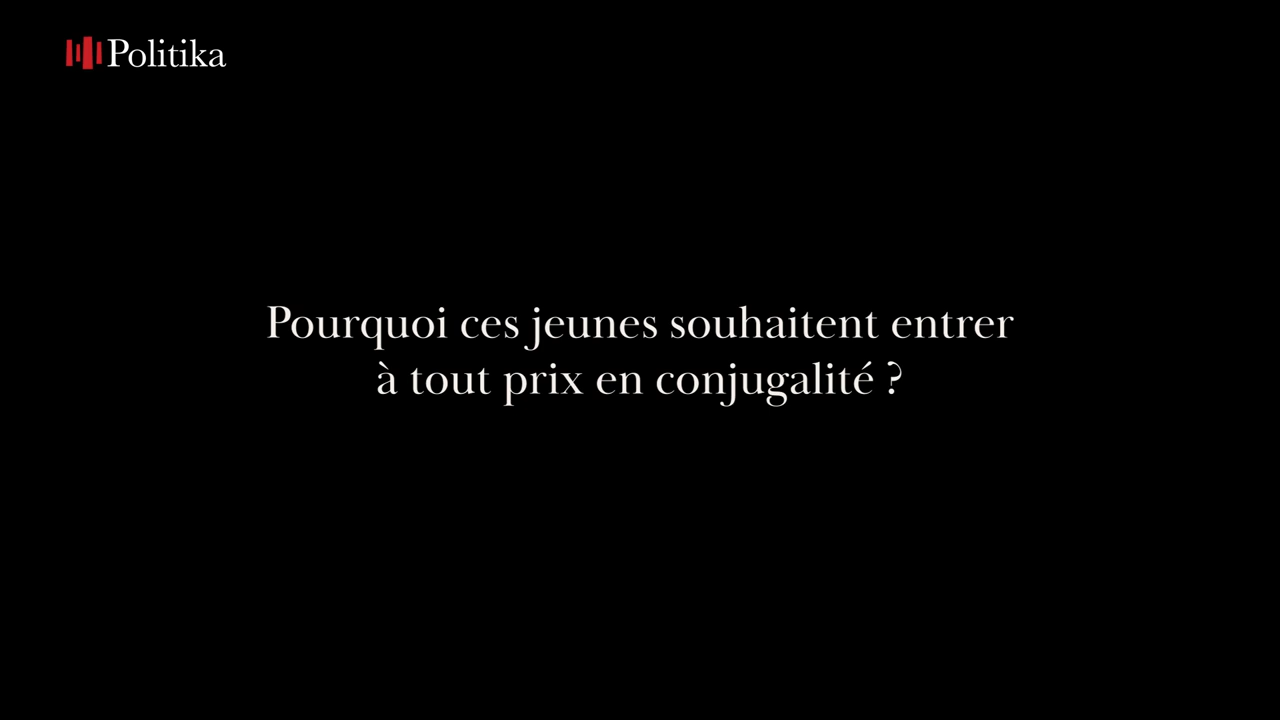 Politika
Pourquoi ces jeunes souhaitent entrer
à tout prix en conjugalité ?